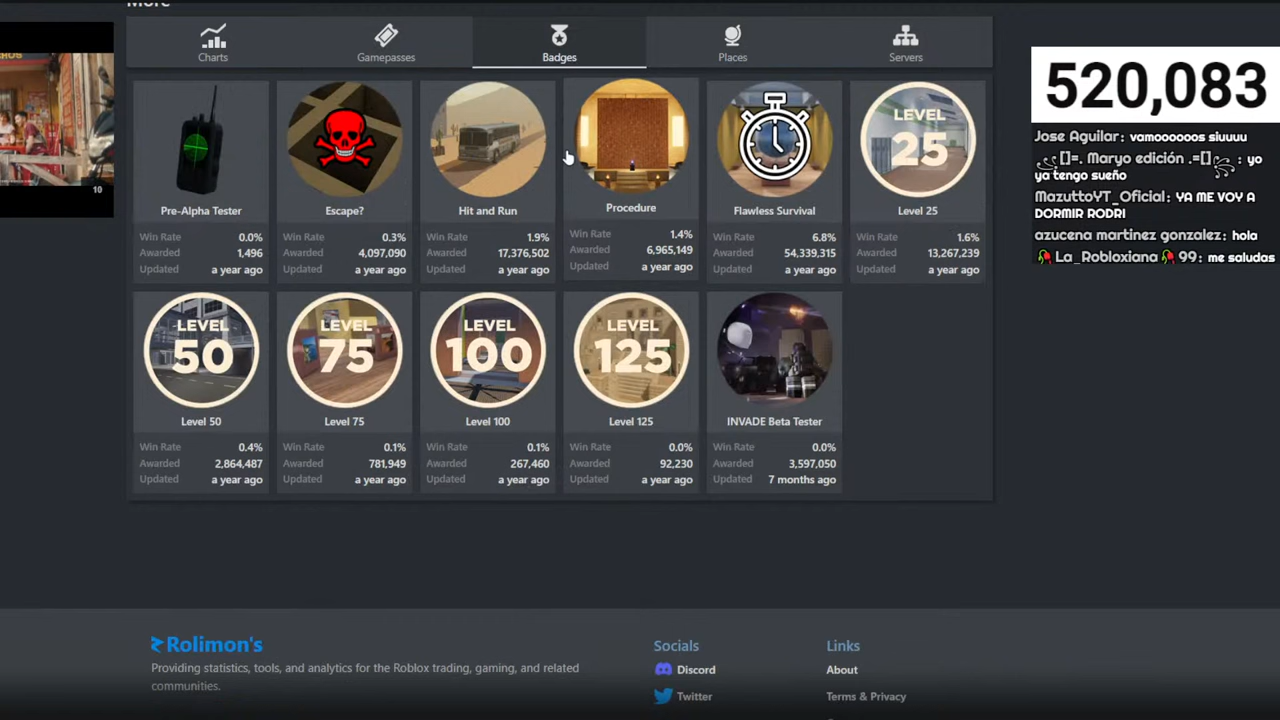 More
Charts
Gamepasses
Badges
Places
Servers
520,083
Jose Aguilar: vamoooooos siuuuu
꧁[]=. Maryo edición .=[]꧂: yo
ya tengo sueño
MazuttoYT_Oficial: YA ME VOY A
DORMIR RODRI
azucena martinez gonzalez: hola
🥀La_Robloxiana🥀99: me saludas
10
Pre-Alpha Tester
Win Rate 0.0%
Awarded 1,496
Updated a year ago
Escape?
Win Rate 0.3%
Awarded 4,097,090
Updated a year ago
Hit and Run
Win Rate 1.9%
Awarded 17,376,502
Updated a year ago
Procedure
Win Rate 1.4%
Awarded 6,965,149
Updated a year ago
Flawless Survival
Win Rate 6.8%
Awarded 54,339,315
Updated a year ago
LEVEL
25
Level 25
Win Rate 1.6%
Awarded 13,267,239
Updated a year ago
LEVEL
50
Level 50
Win Rate 0.4%
Awarded 2,864,487
Updated a year ago
LEVEL
75
Level 75
Win Rate 0.1%
Awarded 781,949
Updated a year ago
LEVEL
100
Level 100
Win Rate 0.1%
Awarded 267,460
Updated a year ago
LEVEL
125
Level 125
Win Rate 0.0%
Awarded 92,230
Updated a year ago
INVADE Beta Tester
Win Rate 0.0%
Awarded 3,597,050
Updated 7 months ago
Rolimon's
Providing statistics, tools, and analytics for the Roblox trading, gaming, and related
communities.
Socials
Discord
Twitter
Links
About
Terms & Privacy